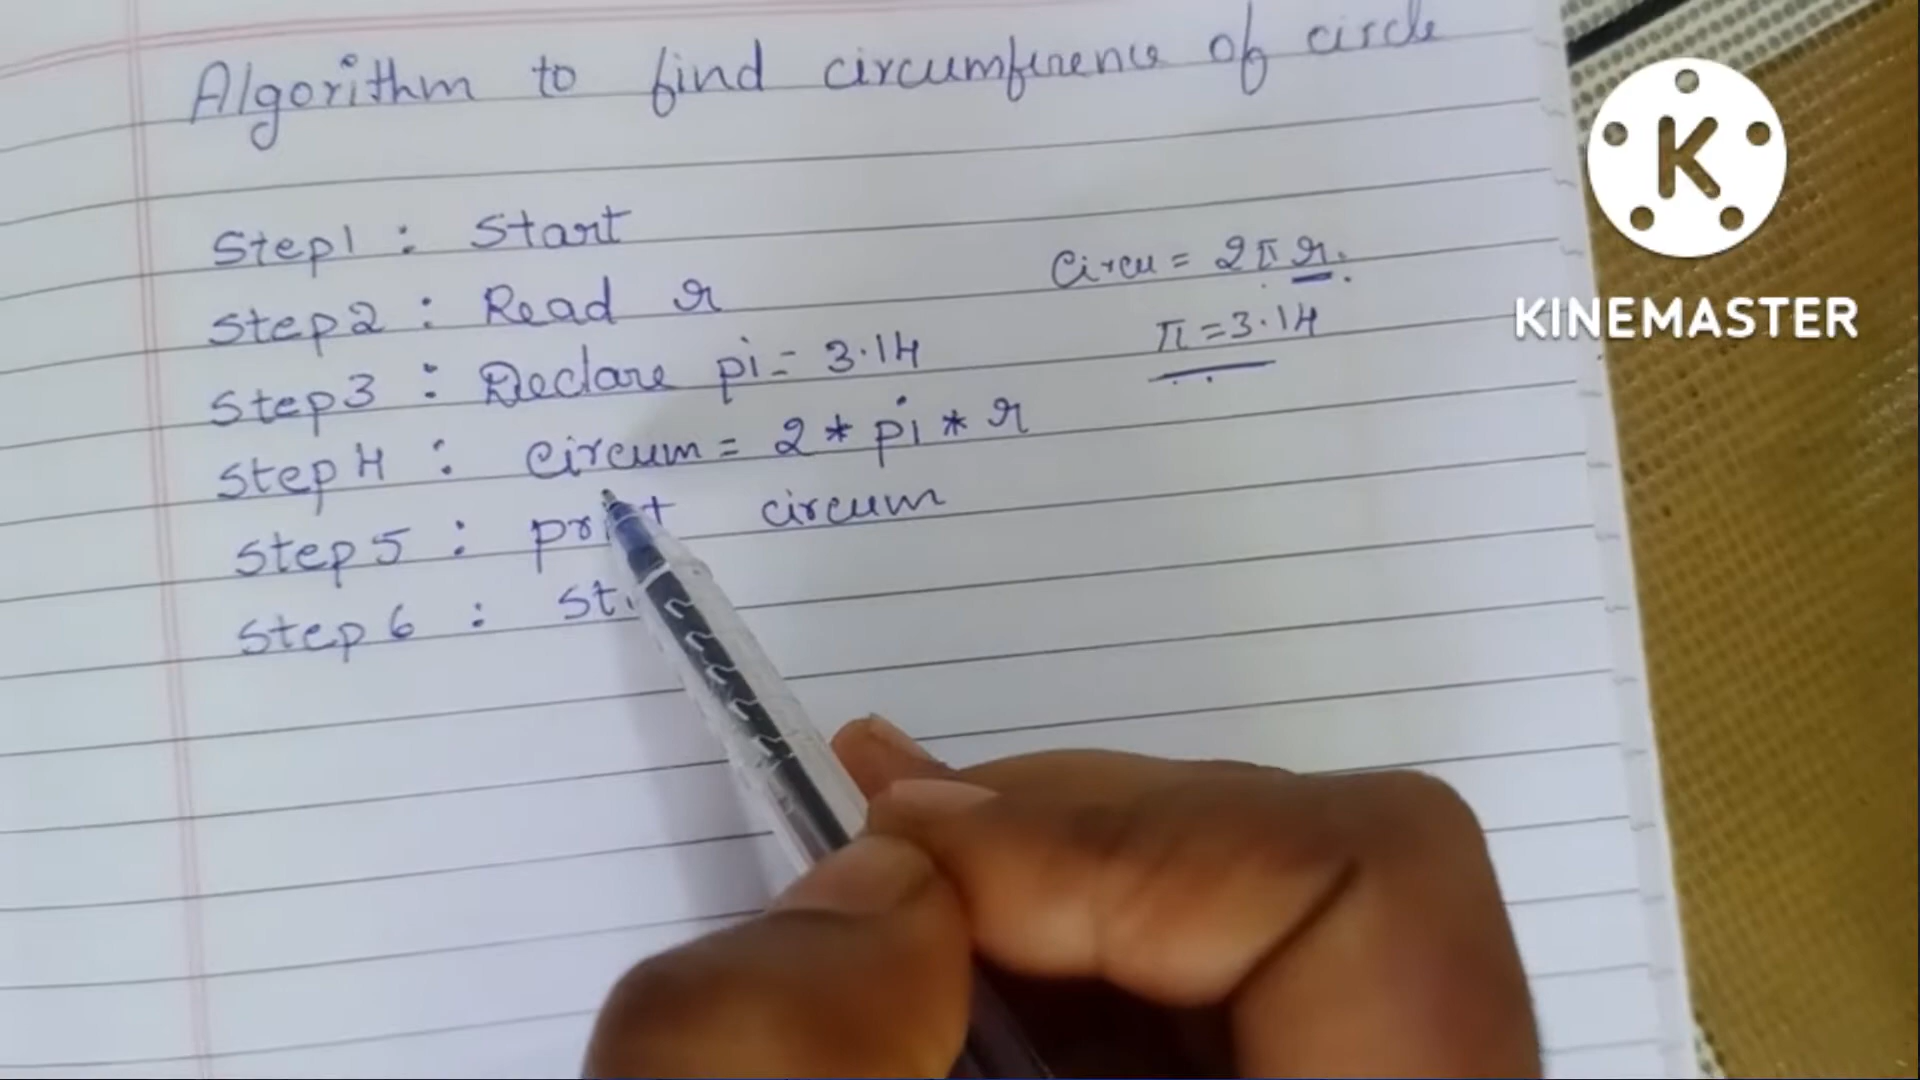 Algorithm to find circumference of circle
Step1 : Start
Step2 : Read r
Step3 : Declare pi = 3.14
Step4 : Circum = 2 * pi * r
Step5 : circum
Step6 :
Circu = 2πr.
π = 3.14
K
KINEMASTER